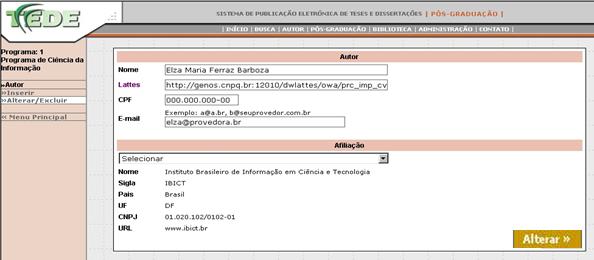 TEDE
SISTEMA DE PUBLICAÇÃO ELETRÔNICA DE TESES E DISSERTAÇÕES | PÓS-GRADUAÇÃO |
| INÍCIO | BUSCA | AUTOR | PÓS-GRADUAÇÃO | BIBLIOTECA | ADMINISTRAÇÃO | CONTATO |
Programa: 1
Programa de Ciência da
Informação
»Autor
»Inserir
»Alterar/Excluir
« Menu Principal
Autor
Nome Elza Maria Ferraz Barboza
Lattes http://genos.cnpq.br:12010/dwlattes/owa/prc_imp_cv
CPF 000.000.000-00
Exemplo: a@a.br, b@seuprovedor.com.br
E-mail elza@provedora.br
Afiliação
Selecionar
Nome Instituto Brasileiro de Informação em Ciência e Tecnologia
Sigla IBICT
Pais Brasil
UF DF
CNPJ 01.020.102/0102-01
URL www.ibict.br
Alterar »